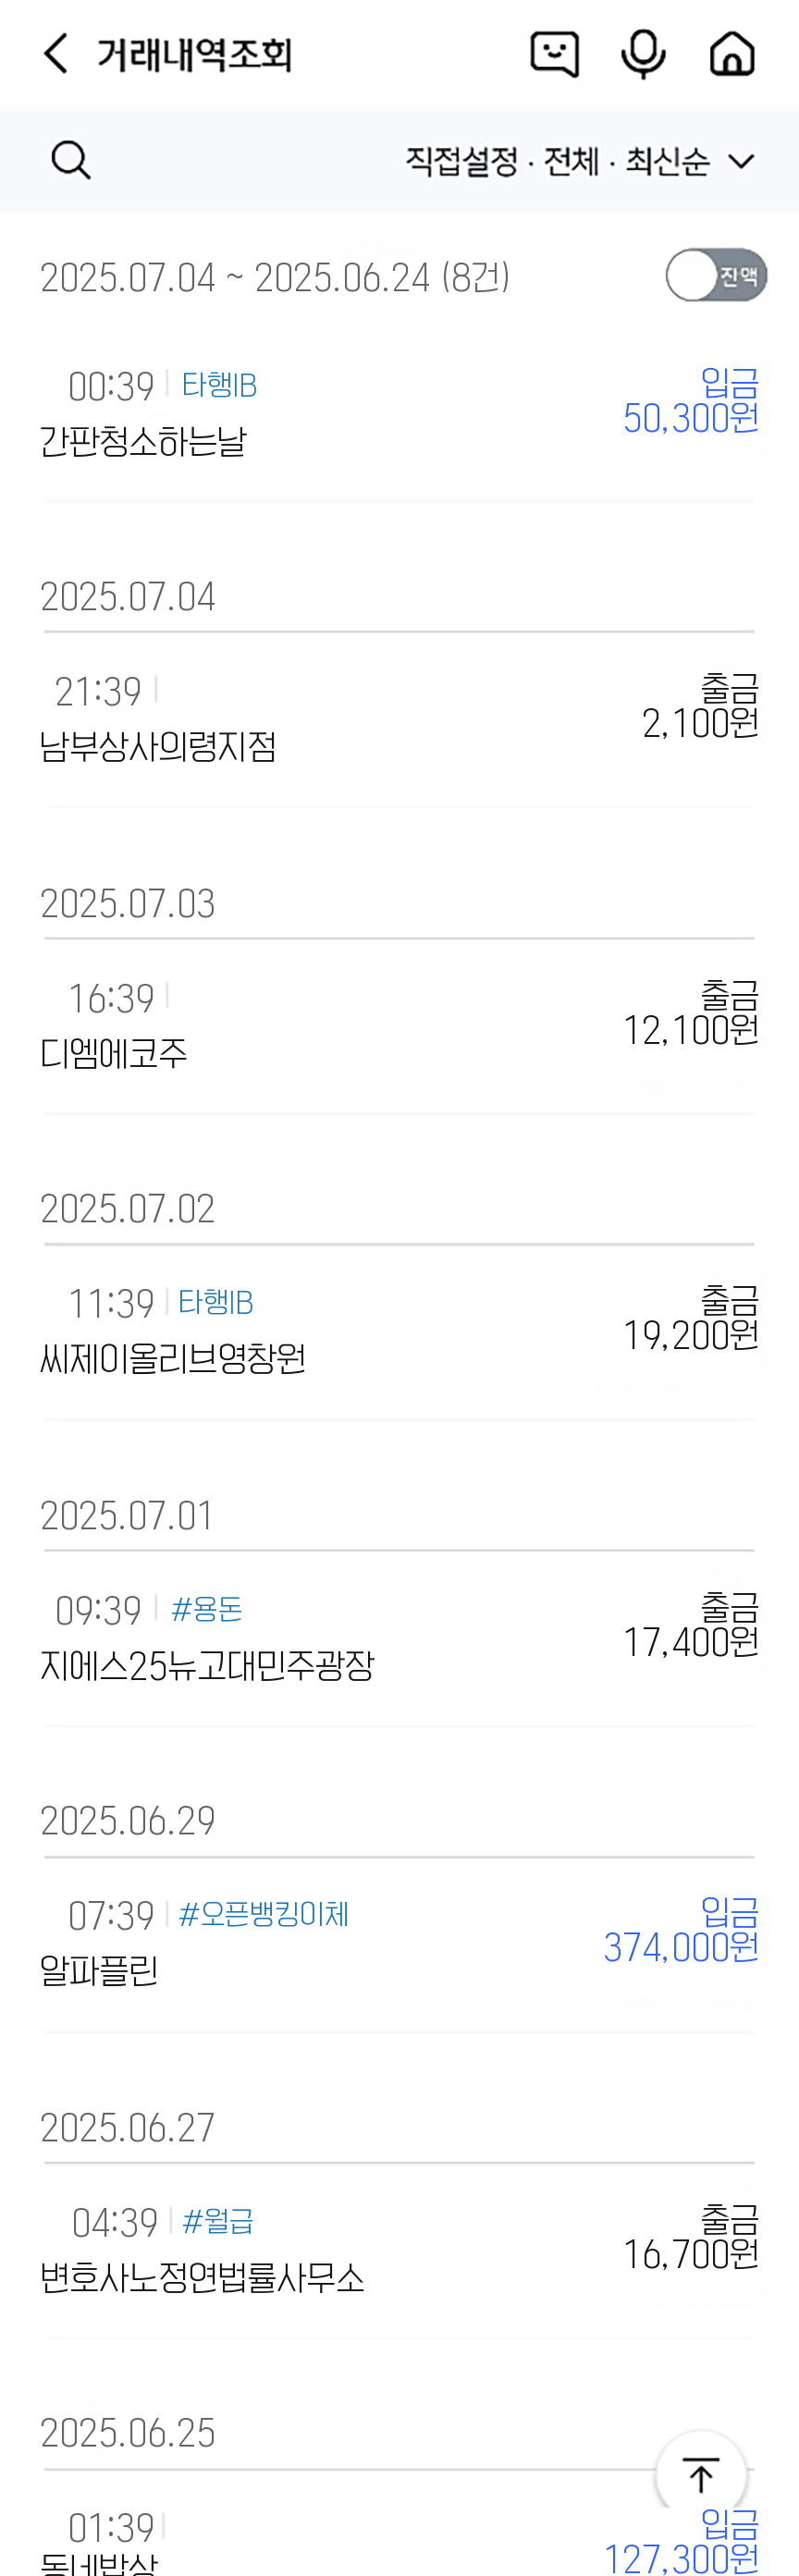 거래내역조회
직접설정 · 전체 · 최신순
2025.07.04 ~ 2025.06.24 (8건)
잔액
00:39 타행IB
입금
50,300원
간판청소하는날
2025.07.04
21:39
출금
2,100원
남부상사의령지점
2025.07.03
16:39
출금
12,100원
디엠에코주
2025.07.02
11:39 타행IB
출금
19,200원
씨제이올리브영창원
2025.07.01
09:39 #용돈
출금
17,400원
지에스25뉴고대민주광장
2025.06.29
07:39 #오픈뱅킹이체
입금
374,000원
알파플린
2025.06.27
04:39 #월급
출금
16,700원
변호사노정연법률사무소
2025.06.25
01:39
입금
127,300원
동네밥상